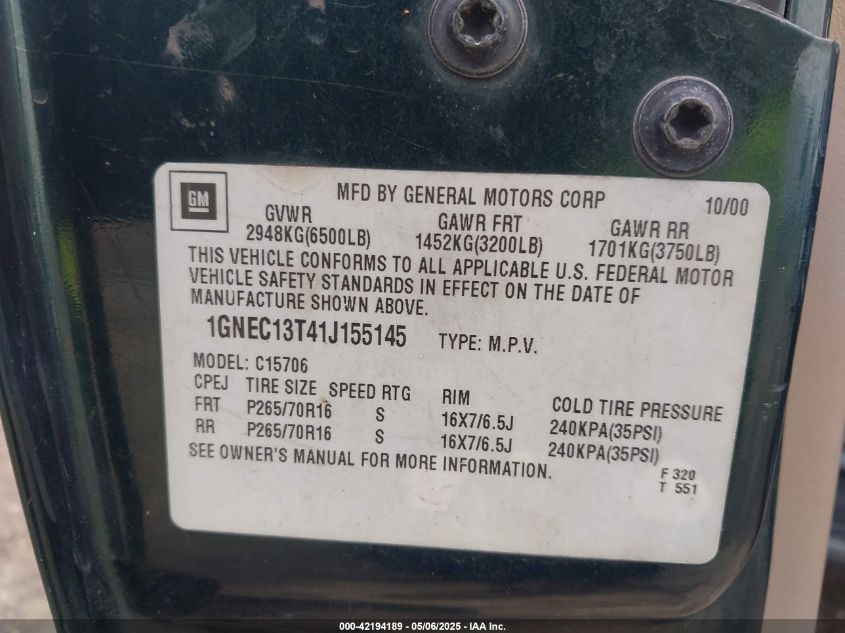 GM
MFD BY GENERAL MOTORS CORP 10/00
GVWR GAWR FRT GAWR RR
2948KG(6500LB) 1452KG(3200LB) 1701KG(3750LB)
THIS VEHICLE CONFORMS TO ALL APPLICABLE U.S. FEDERAL MOTOR
VEHICLE SAFETY STANDARDS IN EFFECT ON THE DATE OF
MANUFACTURE SHOWN ABOVE.
1GNEC13T41J155145 TYPE: M.P.V.
MODEL: C15706
CPEJ TIRE SIZE SPEED RTG RIM COLD TIRE PRESSURE
FRT P265/70R16 S 16X7/6.5J 240KPA(35PSI)
RR P265/70R16 S 16X7/6.5J 240KPA(35PSI)
SEE OWNER'S MANUAL FOR MORE INFORMATION.
F 320
T 551
000-42194189 - 05/06/2025 - IAA Inc.